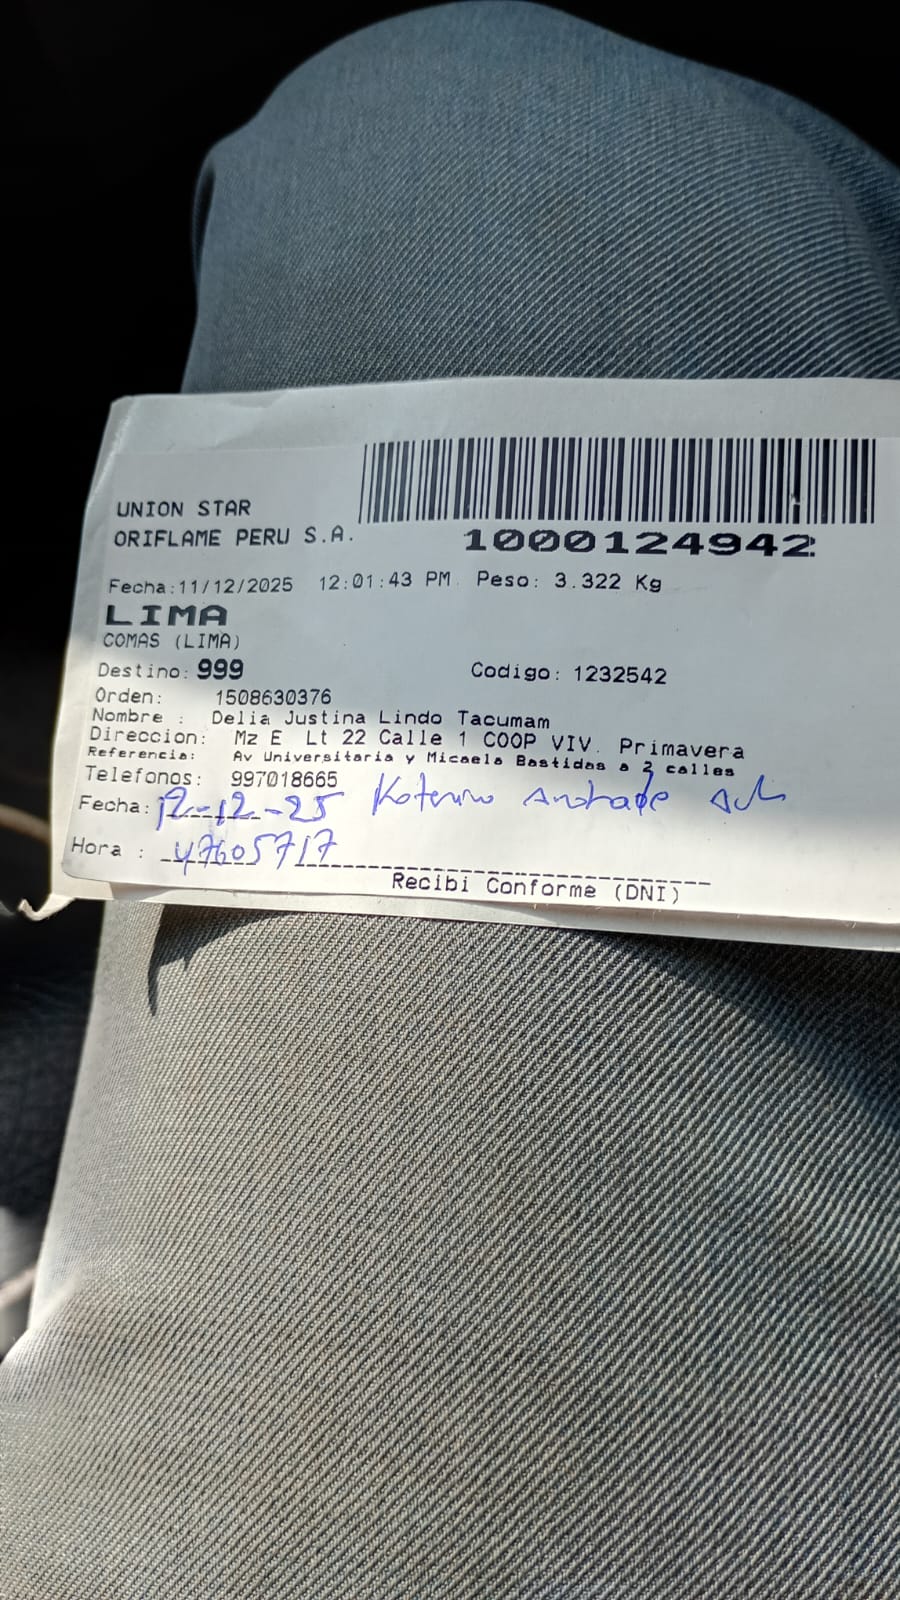 UNION STAR
ORIFLAME PERU S.A.
1000124942
Fecha:11/12/2025 12:01:43 PM Peso: 3.322 Kg
LIMA
COMAS (LIMA)
Destino: 999 Codigo: 1232542
Orden: 1508630376
Nombre : Delia Justina Lindo Tacumam
Direccion: Mz E Lt 22 Calle 1 COOP VIV. Primavera
Referencia: Av Universitaria y Micaela Bastidas a 2 calles
Telefonos: 997018665
Fecha: 12-12-25 Andrade
Hora : 47605717
Recibi Conforme (DNI)